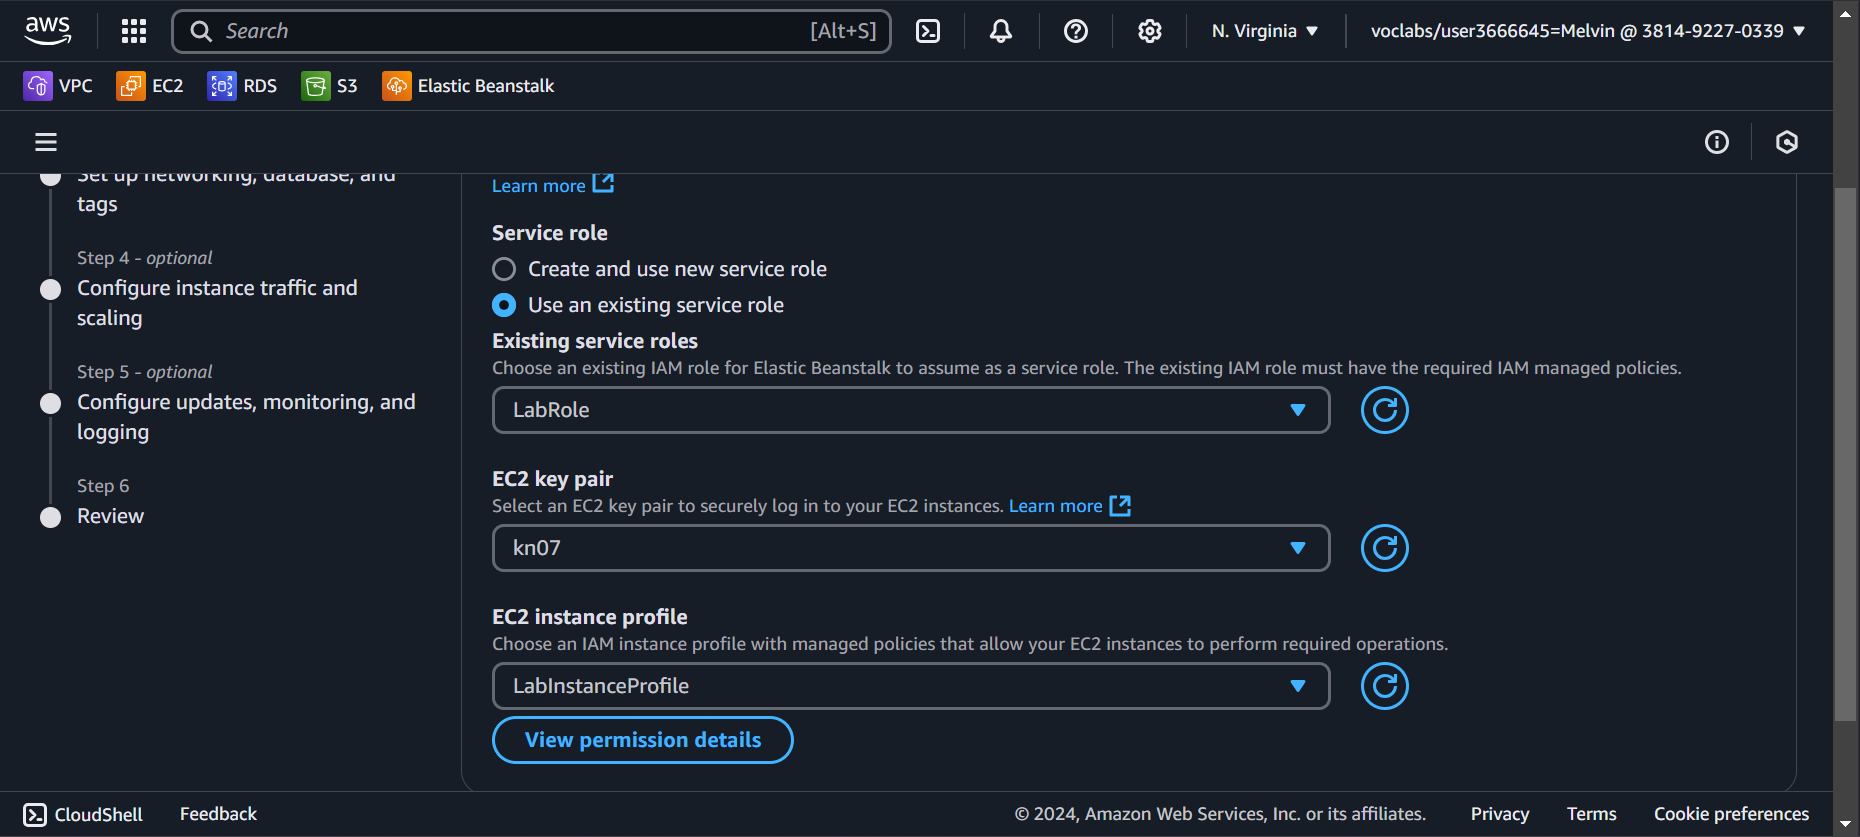 aws
Search [Alt+S]
N. Virginia
voclabs/user3666645=Melvin @ 3814-9227-0339
VPC
EC2
RDS
S3
Elastic Beanstalk
Set up networking, database, and
tags
Step 4 - optional
Configure instance traffic and
scaling
Step 5 - optional
Configure updates, monitoring, and
logging
Step 6
Review
Learn more
Service role
Create and use new service role
Use an existing service role
Existing service roles
Choose an existing IAM role for Elastic Beanstalk to assume as a service role. The existing IAM role must have the required IAM managed policies.
LabRole
EC2 key pair
Select an EC2 key pair to securely log in to your EC2 instances. Learn more
kn07
EC2 instance profile
Choose an IAM instance profile with managed policies that allow your EC2 instances to perform required operations.
LabInstanceProfile
View permission details
CloudShell
Feedback
© 2024, Amazon Web Services, Inc. or its affiliates.
Privacy
Terms
Cookie preferences